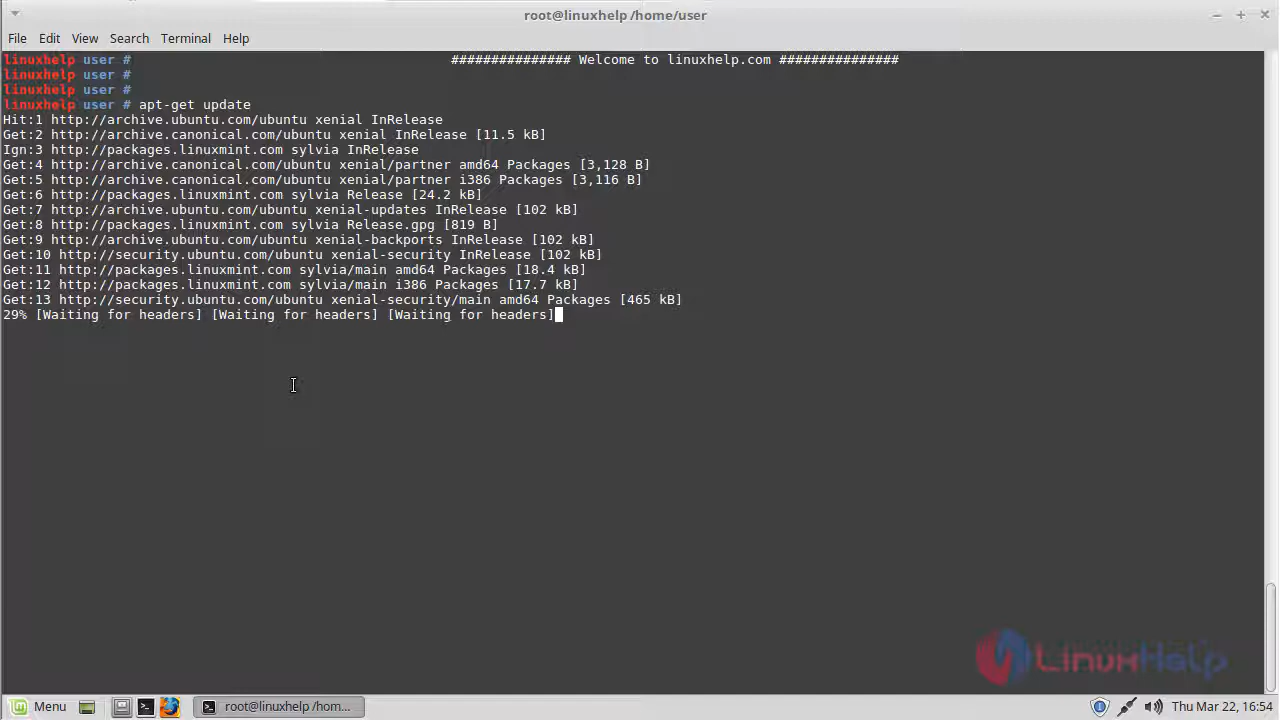 root@linuxhelp /home/user
File Edit View Search Terminal Help
linuxhelp user # ############### Welcome to linuxhelp.com ###############
linuxhelp user #
linuxhelp user #
linuxhelp user # apt-get update
Hit:1 http://archive.ubuntu.com/ubuntu xenial InRelease
Get:2 http://archive.canonical.com/ubuntu xenial InRelease [11.5 kB]
Ign:3 http://packages.linuxmint.com sylvia InRelease
Get:4 http://archive.canonical.com/ubuntu xenial/partner amd64 Packages [3,128 B]
Get:5 http://archive.canonical.com/ubuntu xenial/partner i386 Packages [3,116 B]
Get:6 http://packages.linuxmint.com sylvia Release [24.2 kB]
Get:7 http://archive.ubuntu.com/ubuntu xenial-updates InRelease [102 kB]
Get:8 http://packages.linuxmint.com sylvia Release.gpg [819 B]
Get:9 http://archive.ubuntu.com/ubuntu xenial-backports InRelease [102 kB]
Get:10 http://security.ubuntu.com/ubuntu xenial-security InRelease [102 kB]
Get:11 http://packages.linuxmint.com sylvia/main amd64 Packages [18.4 kB]
Get:12 http://packages.linuxmint.com sylvia/main i386 Packages [17.7 kB]
Get:13 http://security.ubuntu.com/ubuntu xenial-security/main amd64 Packages [465 kB]
29% [Waiting for headers] [Waiting for headers] [Waiting for headers]
LinuxHelp
Menu root@linuxhelp /hom... Thu Mar 22, 16:54